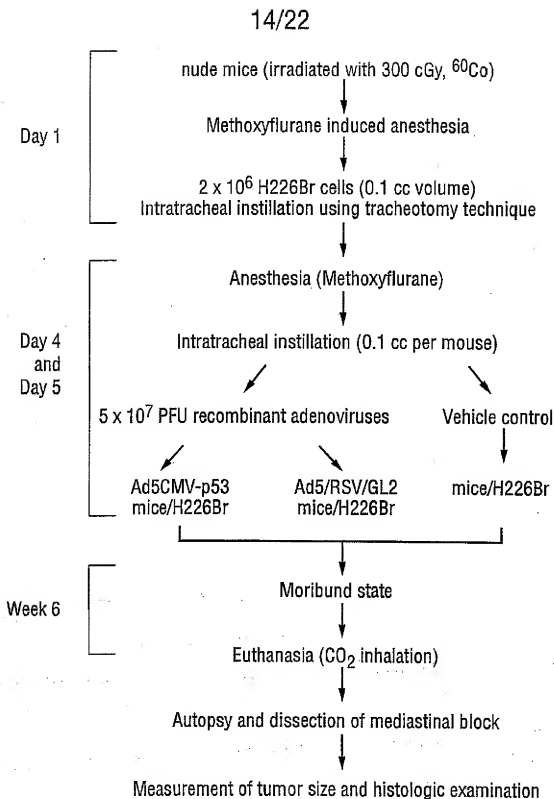 14/22
nude mice (irradiated with 300 cGy, 60Co)
Day 1
Methoxyflurane induced anesthesia
2 x 10^6 H226Br cells (0.1 cc volume)
Intratracheal instillation using tracheotomy technique
Anesthesia (Methoxyflurane)
Day 4
and
Day 5
Intratracheal instillation (0.1 cc per mouse)
5 x 10^7 PFU recombinant adenoviruses
Vehicle control
Ad5CMV-p53
mice/H226Br
Ad5/RSV/GL2
mice/H226Br
mice/H226Br
Week 6
Moribund state
Euthanasia (CO2 inhalation)
Autopsy and dissection of mediastinal block
Measurement of tumor size and histologic examination